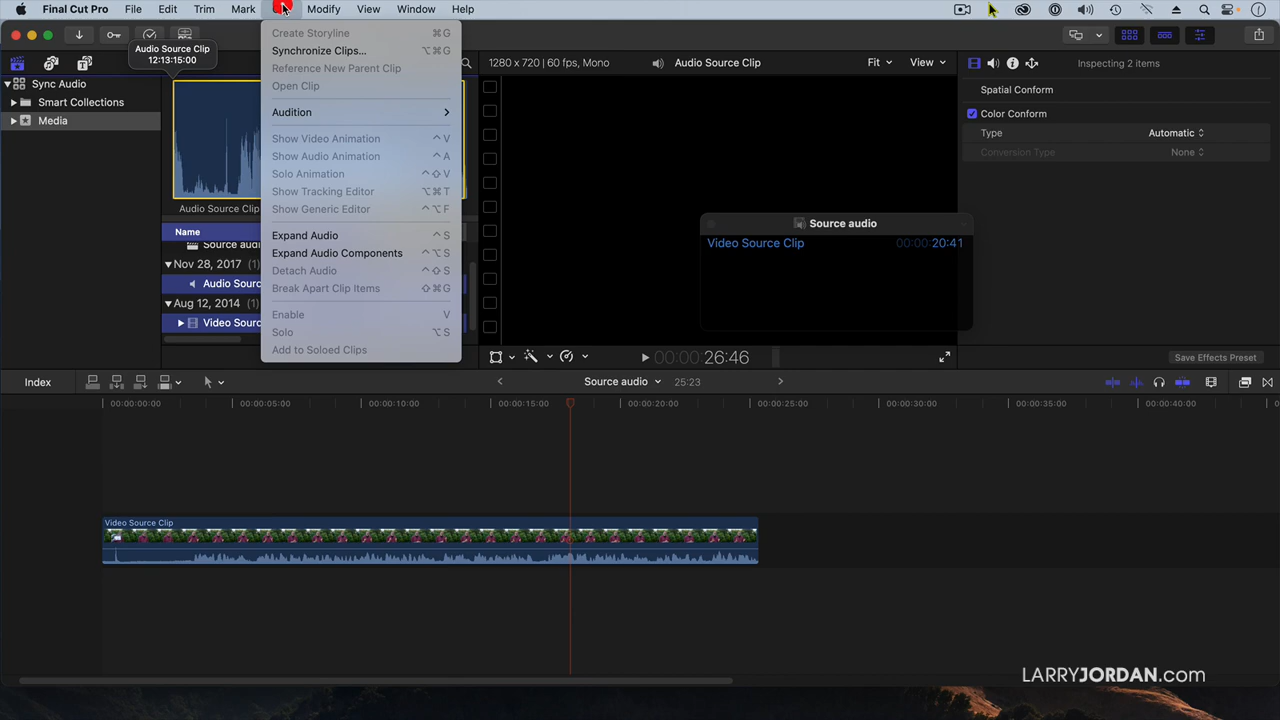 Final Cut Pro File Edit Trim Mark Modify View Window Help
Audio Source Clip
12:13:15:00
Create Storyline ⌘G
Synchronize Clips... ⌥⌘G
Reference New Parent Clip
Open Clip
Audition
Show Video Animation ⌃V
Show Audio Animation ⌃A
Solo Animation ⌃⇧V
Show Tracking Editor ⌥⌘T
Show Generic Editor ⌃⌥F
Expand Audio ⌃S
Expand Audio Components ⌃⌥S
Detach Audio ⌃⇧S
Break Apart Clip Items ⇧⌘G
Enable V
Solo ⌥S
Add to Soloed Clips
Sync Audio
Smart Collections
Media
Audio Source Clip
Name
Source audio
Nov 28, 2017 (1)
Audio Sourc
Aug 12, 2014 (1)
Video Sourc
1280 x 720 | 60 fps, Mono
Audio Source Clip
Fit
View
Source audio
Video Source Clip 00:00:20:41
00:00:26:46
Inspecting 2 items
Spatial Conform
Color Conform
Type Automatic
Conversion Type None
Save Effects Preset
Index
Source audio 25:23
00:00:00:00 00:00:05:00 00:00:10:00 00:00:15:00 00:00:20:00 00:00:25:00 00:00:30:00 00:00:35:00 00:00:40:00
Video Source Clip
LARRYJORDAN.com